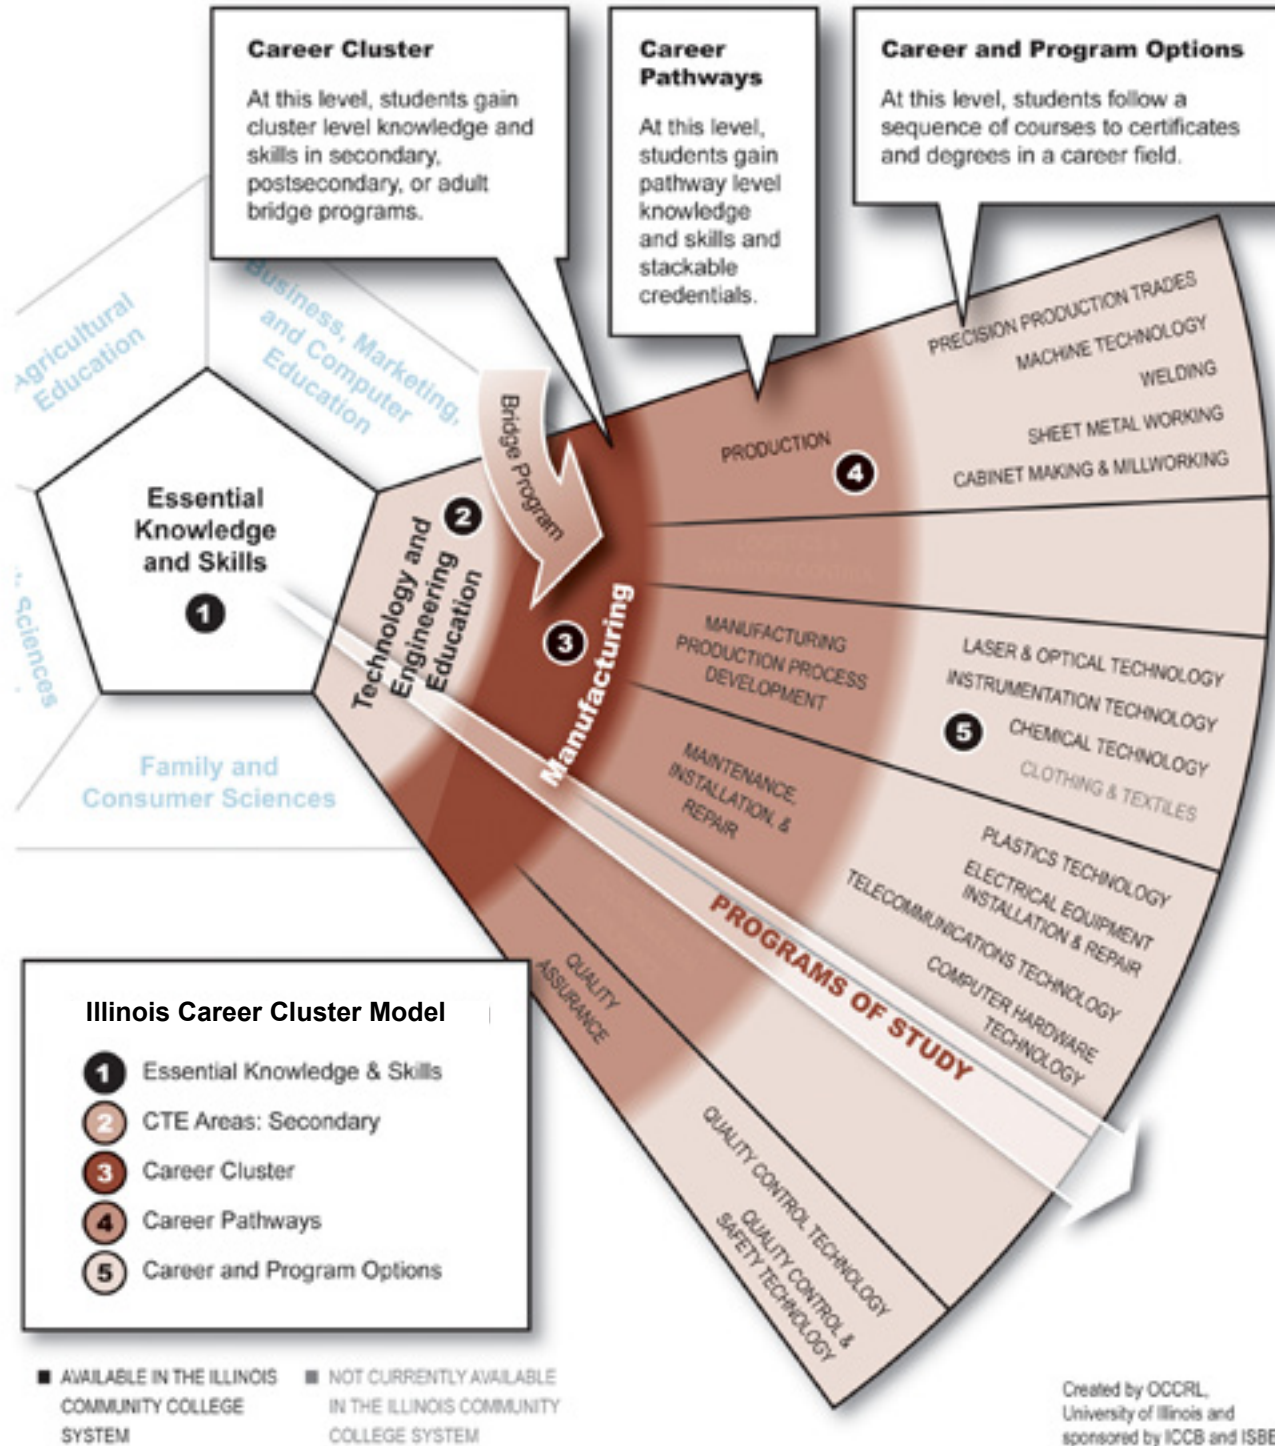 Career Cluster
At this level, students gain
cluster level knowledge and
skills in secondary,
postsecondary, or adult
bridge programs.
Career
Pathways
At this level,
students gain
pathway level
knowledge
and skills and
stackable
credentials.
Career and Program Options
At this level, students follow a
sequence of courses to certificates
and degrees in a career field.
Agricultural
Education
Business, Marketing,
and Computer
Education
Sciences
Family and
Consumer Sciences
Essential
Knowledge
and Skills
1
2
Technology and
Engineering
Education
Bridge Program
3
Manufacturing
PRODUCTION
4
MANUFACTURING
PRODUCTION PROCESS
DEVELOPMENT
MAINTENANCE,
INSTALLATION, &
REPAIR
QUALITY
ASSURANCE
PRECISION PRODUCTION TRADES
MACHINE TECHNOLOGY
WELDING
SHEET METAL WORKING
CABINET MAKING & MILLWORKING
LASER & OPTICAL TECHNOLOGY
INSTRUMENTATION TECHNOLOGY
5
CHEMICAL TECHNOLOGY
CLOTHING & TEXTILES
PLASTICS TECHNOLOGY
ELECTRICAL EQUIPMENT
INSTALLATION & REPAIR
TELECOMMUNICATIONS TECHNOLOGY
COMPUTER HARDWARE
TECHNOLOGY
PROGRAMS OF STUDY
QUALITY CONTROL TECHNOLOGY
QUALITY CONTROL &
SAFETY TECHNOLOGY
Illinois Career Cluster Model
1 Essential Knowledge & Skills
2 CTE Areas: Secondary
3 Career Cluster
4 Career Pathways
5 Career and Program Options
AVAILABLE IN THE ILLINOIS
COMMUNITY COLLEGE
SYSTEM
NOT CURRENTLY AVAILABLE
IN THE ILLINOIS COMMUNITY
COLLEGE SYSTEM
Created by OCCRL,
University of Illinois and
sponsored by ICCB and ISBE